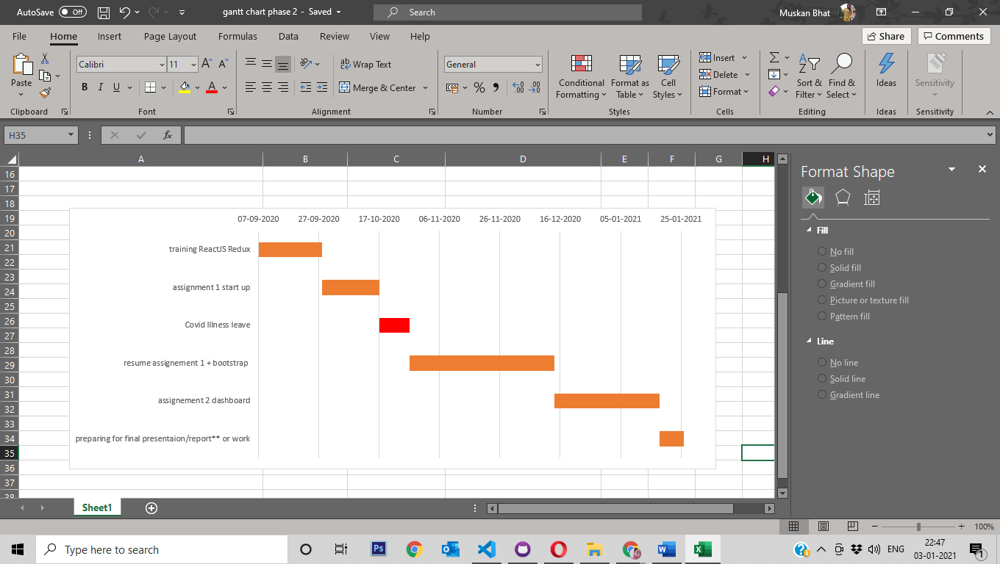 AutoSave Off gantt chart phase 2 - Saved Search Muskan Bhat
File Home Insert Page Layout Formulas Data Review View Help Share Comments
Paste
Clipboard
Calibri 11
B I U A
A A
Font
ab Wrap Text
Merge & Center
Alignment
General
% 
Number
Conditional Formatting
Format as Table
Cell Styles
Styles
Insert
Delete
Format
Cells
Sort & Filter
Find & Select
Editing
Ideas
Ideas
Sensitivity
Sensitivity
H35 fx
A B C D E F G H
16
17
18
19
20
21
22
23
24
25
26
27
28
29
30
31
32
33
34
35
36
37
38
07-09-2020 27-09-2020 17-10-2020 06-11-2020 26-11-2020 16-12-2020 05-01-2021 25-01-2021
training ReactJS Redux
assignment 1 start up
Covid Illness leave
resume assignement 1 + bootstrap
assignement 2 dashboard
preparing for final presentaion/report** or work
Format Shape
Fill
No fill
Solid fill
Gradient fill
Picture or texture fill
Pattern fill
Line
No line
Solid line
Gradient line
Sheet1
100%
Type here to search
Ps
ENG
22:47
03-01-2021
1